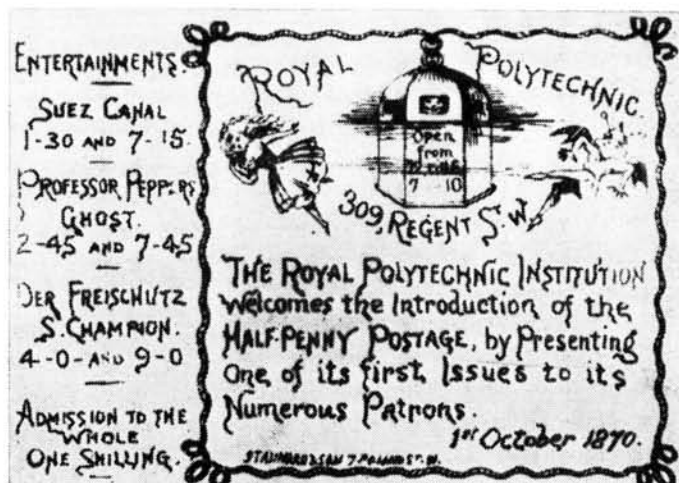 ENTERTAINMENTS.
SUEZ CANAL
1-30 AND 7-15.
PROFESSOR PEPPERS
GHOST.
2-45 AND 7-45
DER FREISCHUTZ
S. CHAMPION.
4-0- AND 9-0
ADMISSION TO THE
WHOLE
ONE SHILLING.
ROYAL POLYTECHNIC.
Open
from
7 10
309, REGENT S. W.
THE ROYAL POLYTECHNIC INSTITUTION
Welcomes the Introduction of the
HALF-PENNY POSTAGE, by Presenting
One of its first Issues to its
Numerous Patrons.
1st October 1870.